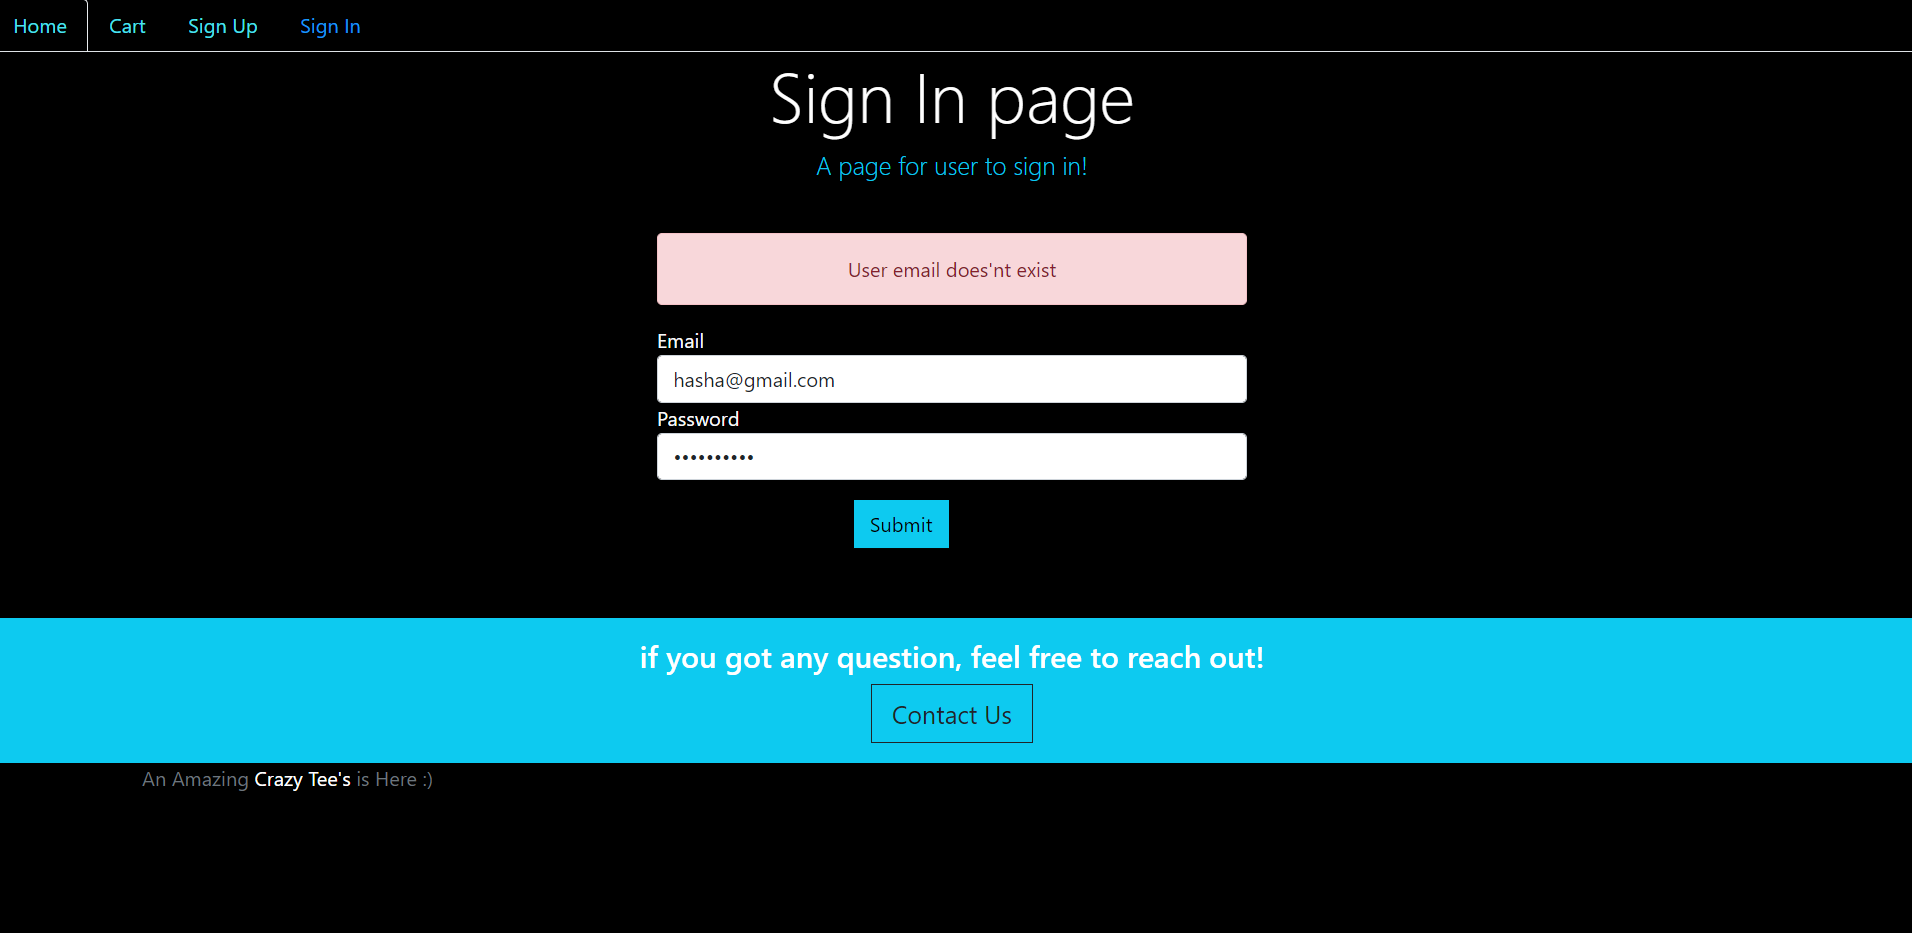 Home Cart Sign Up Sign In
Sign In page
A page for user to sign in!
User email does'nt exist
Email
hasha@gmail.com
Password
••••••••••
Submit
if you got any question, feel free to reach out!
Contact Us
An Amazing Crazy Tee's is Here :)